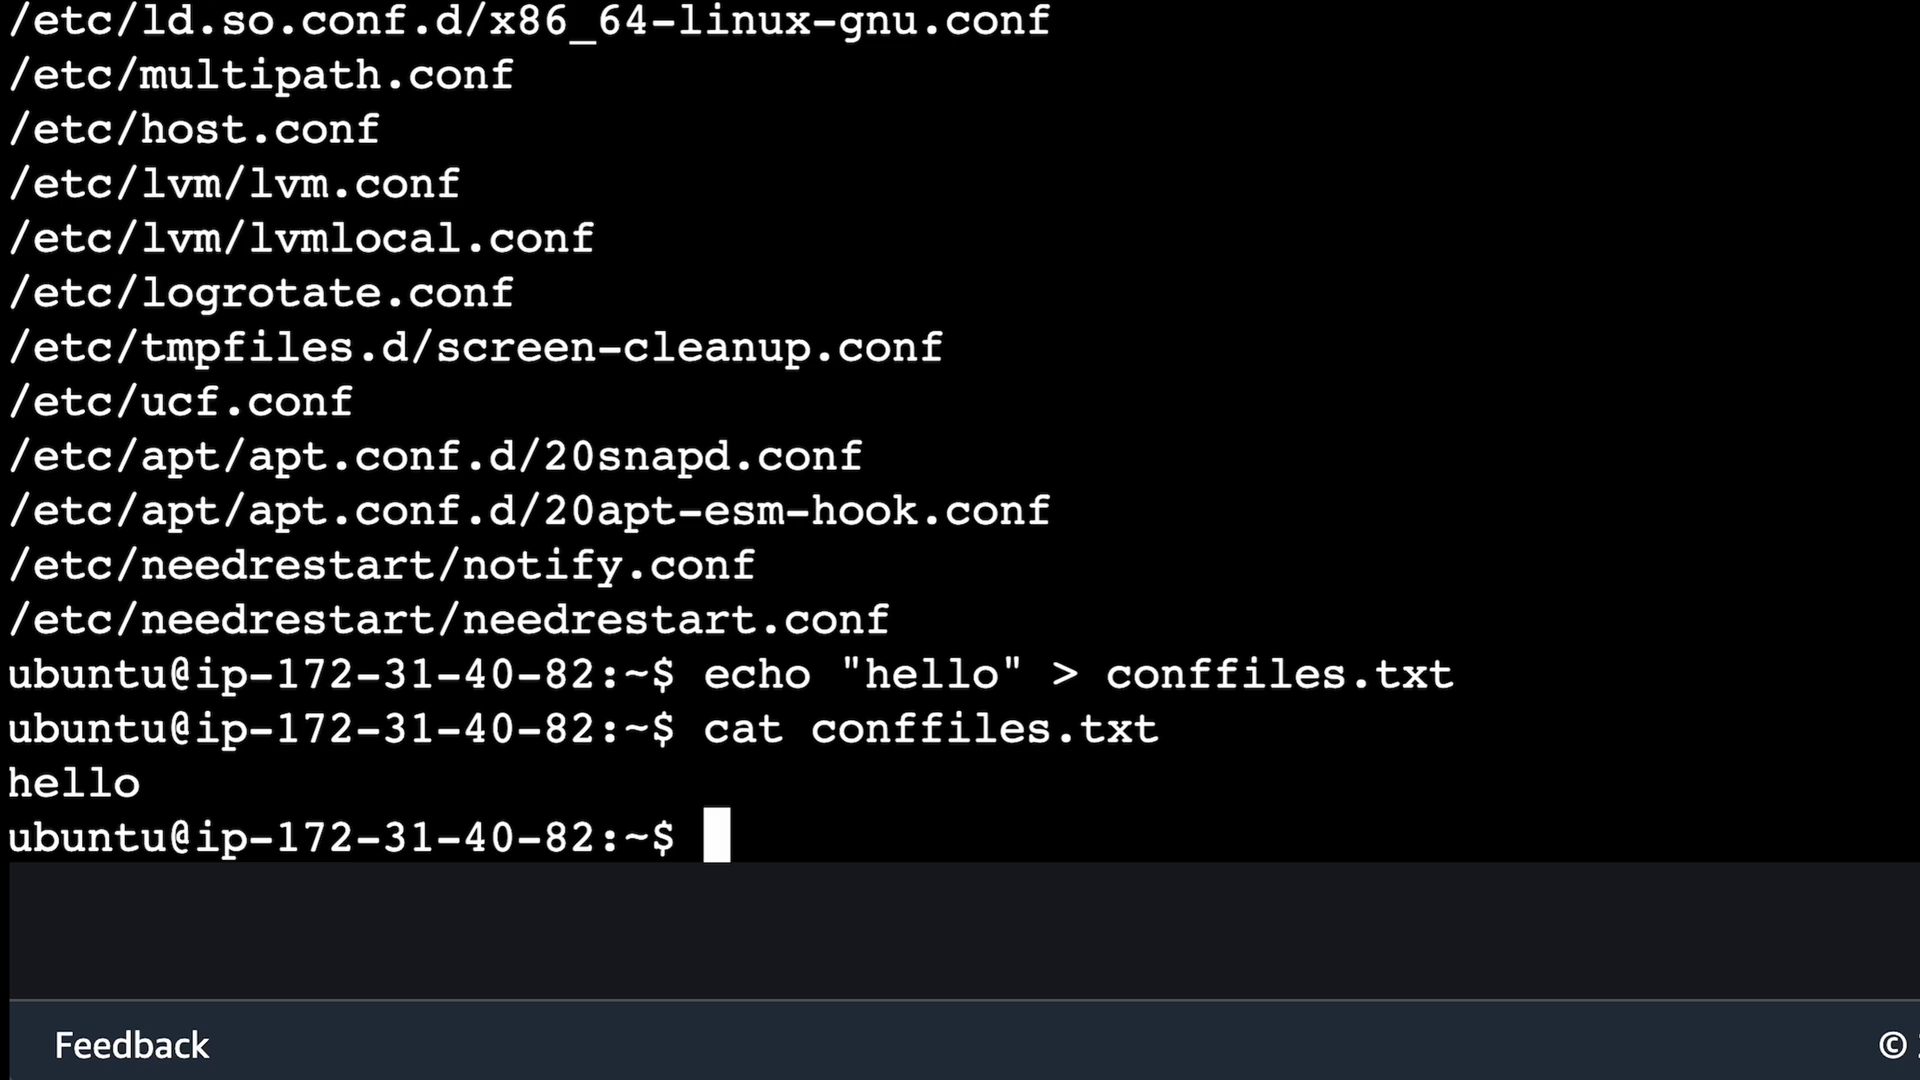 /etc/ld.so.conf.d/x86_64-linux-gnu.conf
/etc/multipath.conf
/etc/host.conf
/etc/lvm/lvm.conf
/etc/lvm/lvmlocal.conf
/etc/logrotate.conf
/etc/tmpfiles.d/screen-cleanup.conf
/etc/ucf.conf
/etc/apt/apt.conf.d/20snapd.conf
/etc/apt/apt.conf.d/20apt-esm-hook.conf
/etc/needrestart/notify.conf
/etc/needrestart/needrestart.conf
ubuntu@ip-172-31-40-82:~$ echo "hello" > conffiles.txt
ubuntu@ip-172-31-40-82:~$ cat conffiles.txt
hello
ubuntu@ip-172-31-40-82:~$
Feedback ©